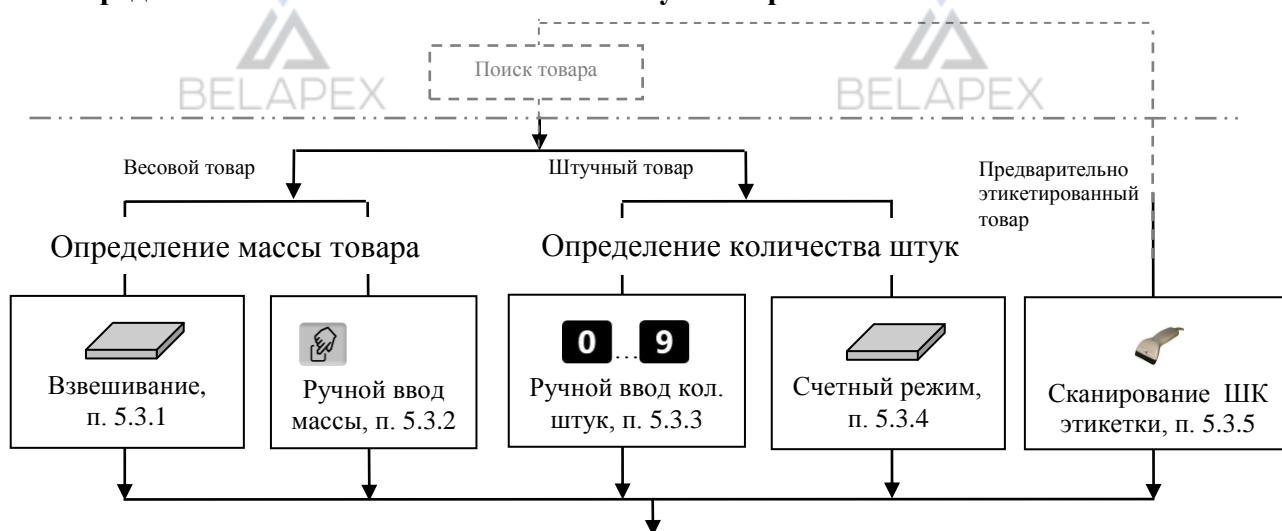 BELAPEX
BELAPEX
Поиск товара
Весовой товар
Штучный товар
Предварительно
этикетированный
товар
Определение массы товара
Определение количества штук
Взвешивание,
п. 5.3.1
Ручной ввод
массы, п. 5.3.2
0 ... 9
Ручной ввод кол.
штук, п. 5.3.3
Счетный режим,
п. 5.3.4
Сканирование ШК
этикетки, п. 5.3.5